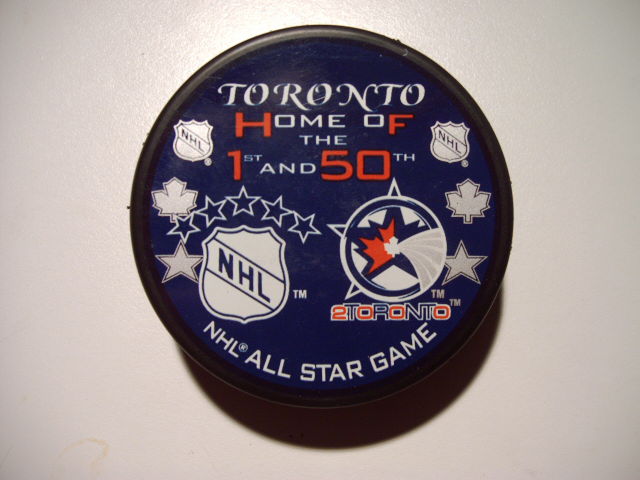 TORONTO
HOME OF
THE
1ST AND 50TH
NHL ® NHL ®
NHL TM
TM
2TORONTO TM
NHL® ALL STAR GAME